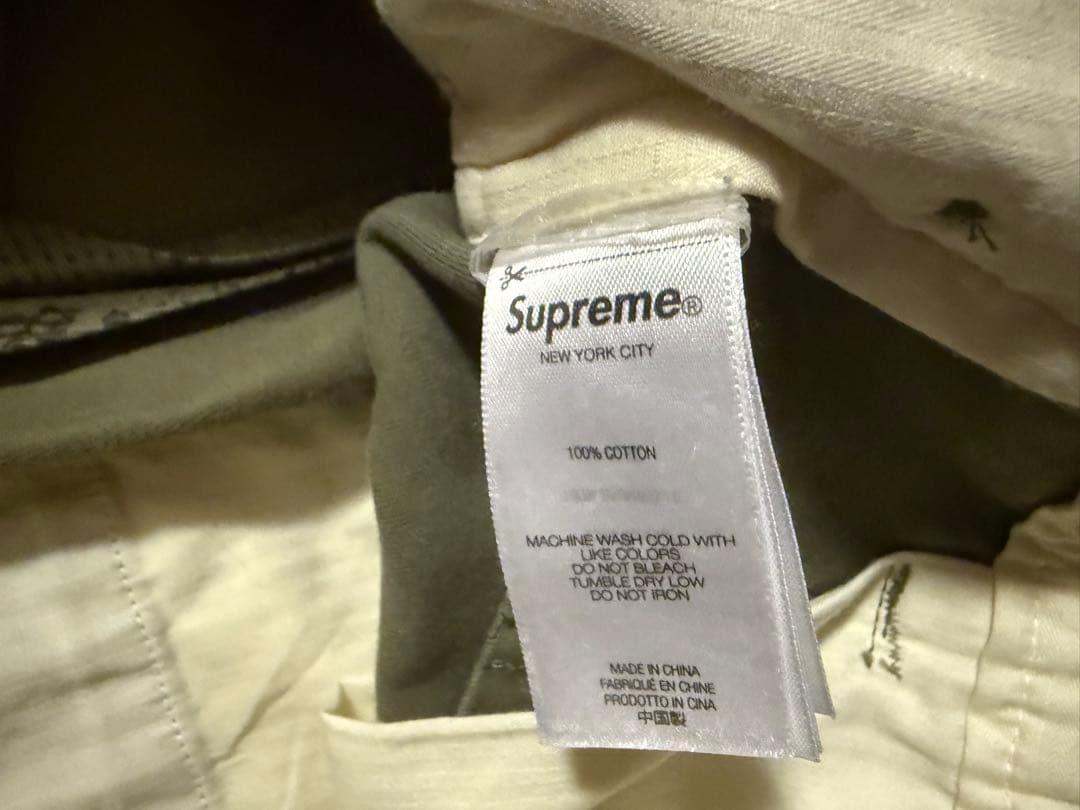 Supreme®
NEW YORK CITY
100% COTTON
MACHINE WASH COLD WITH
LIKE COLORS
DO NOT BLEACH
TUMBLE DRY LOW
DO NOT IRON
MADE IN CHINA
FABRIQUÉ EN CHINE
PRODOTTO IN CINA
中国製